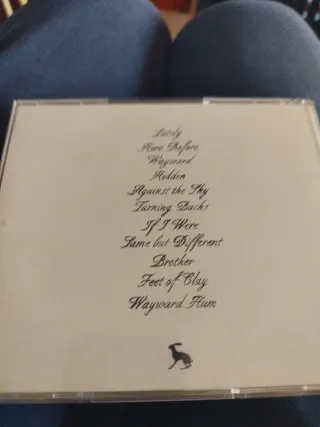 Lately
Here Before
Wayward
Hidden
Against the Sky
Turning Backs
If I Were
Same but Different
Brother
Feet of Clay
Wayward Hum